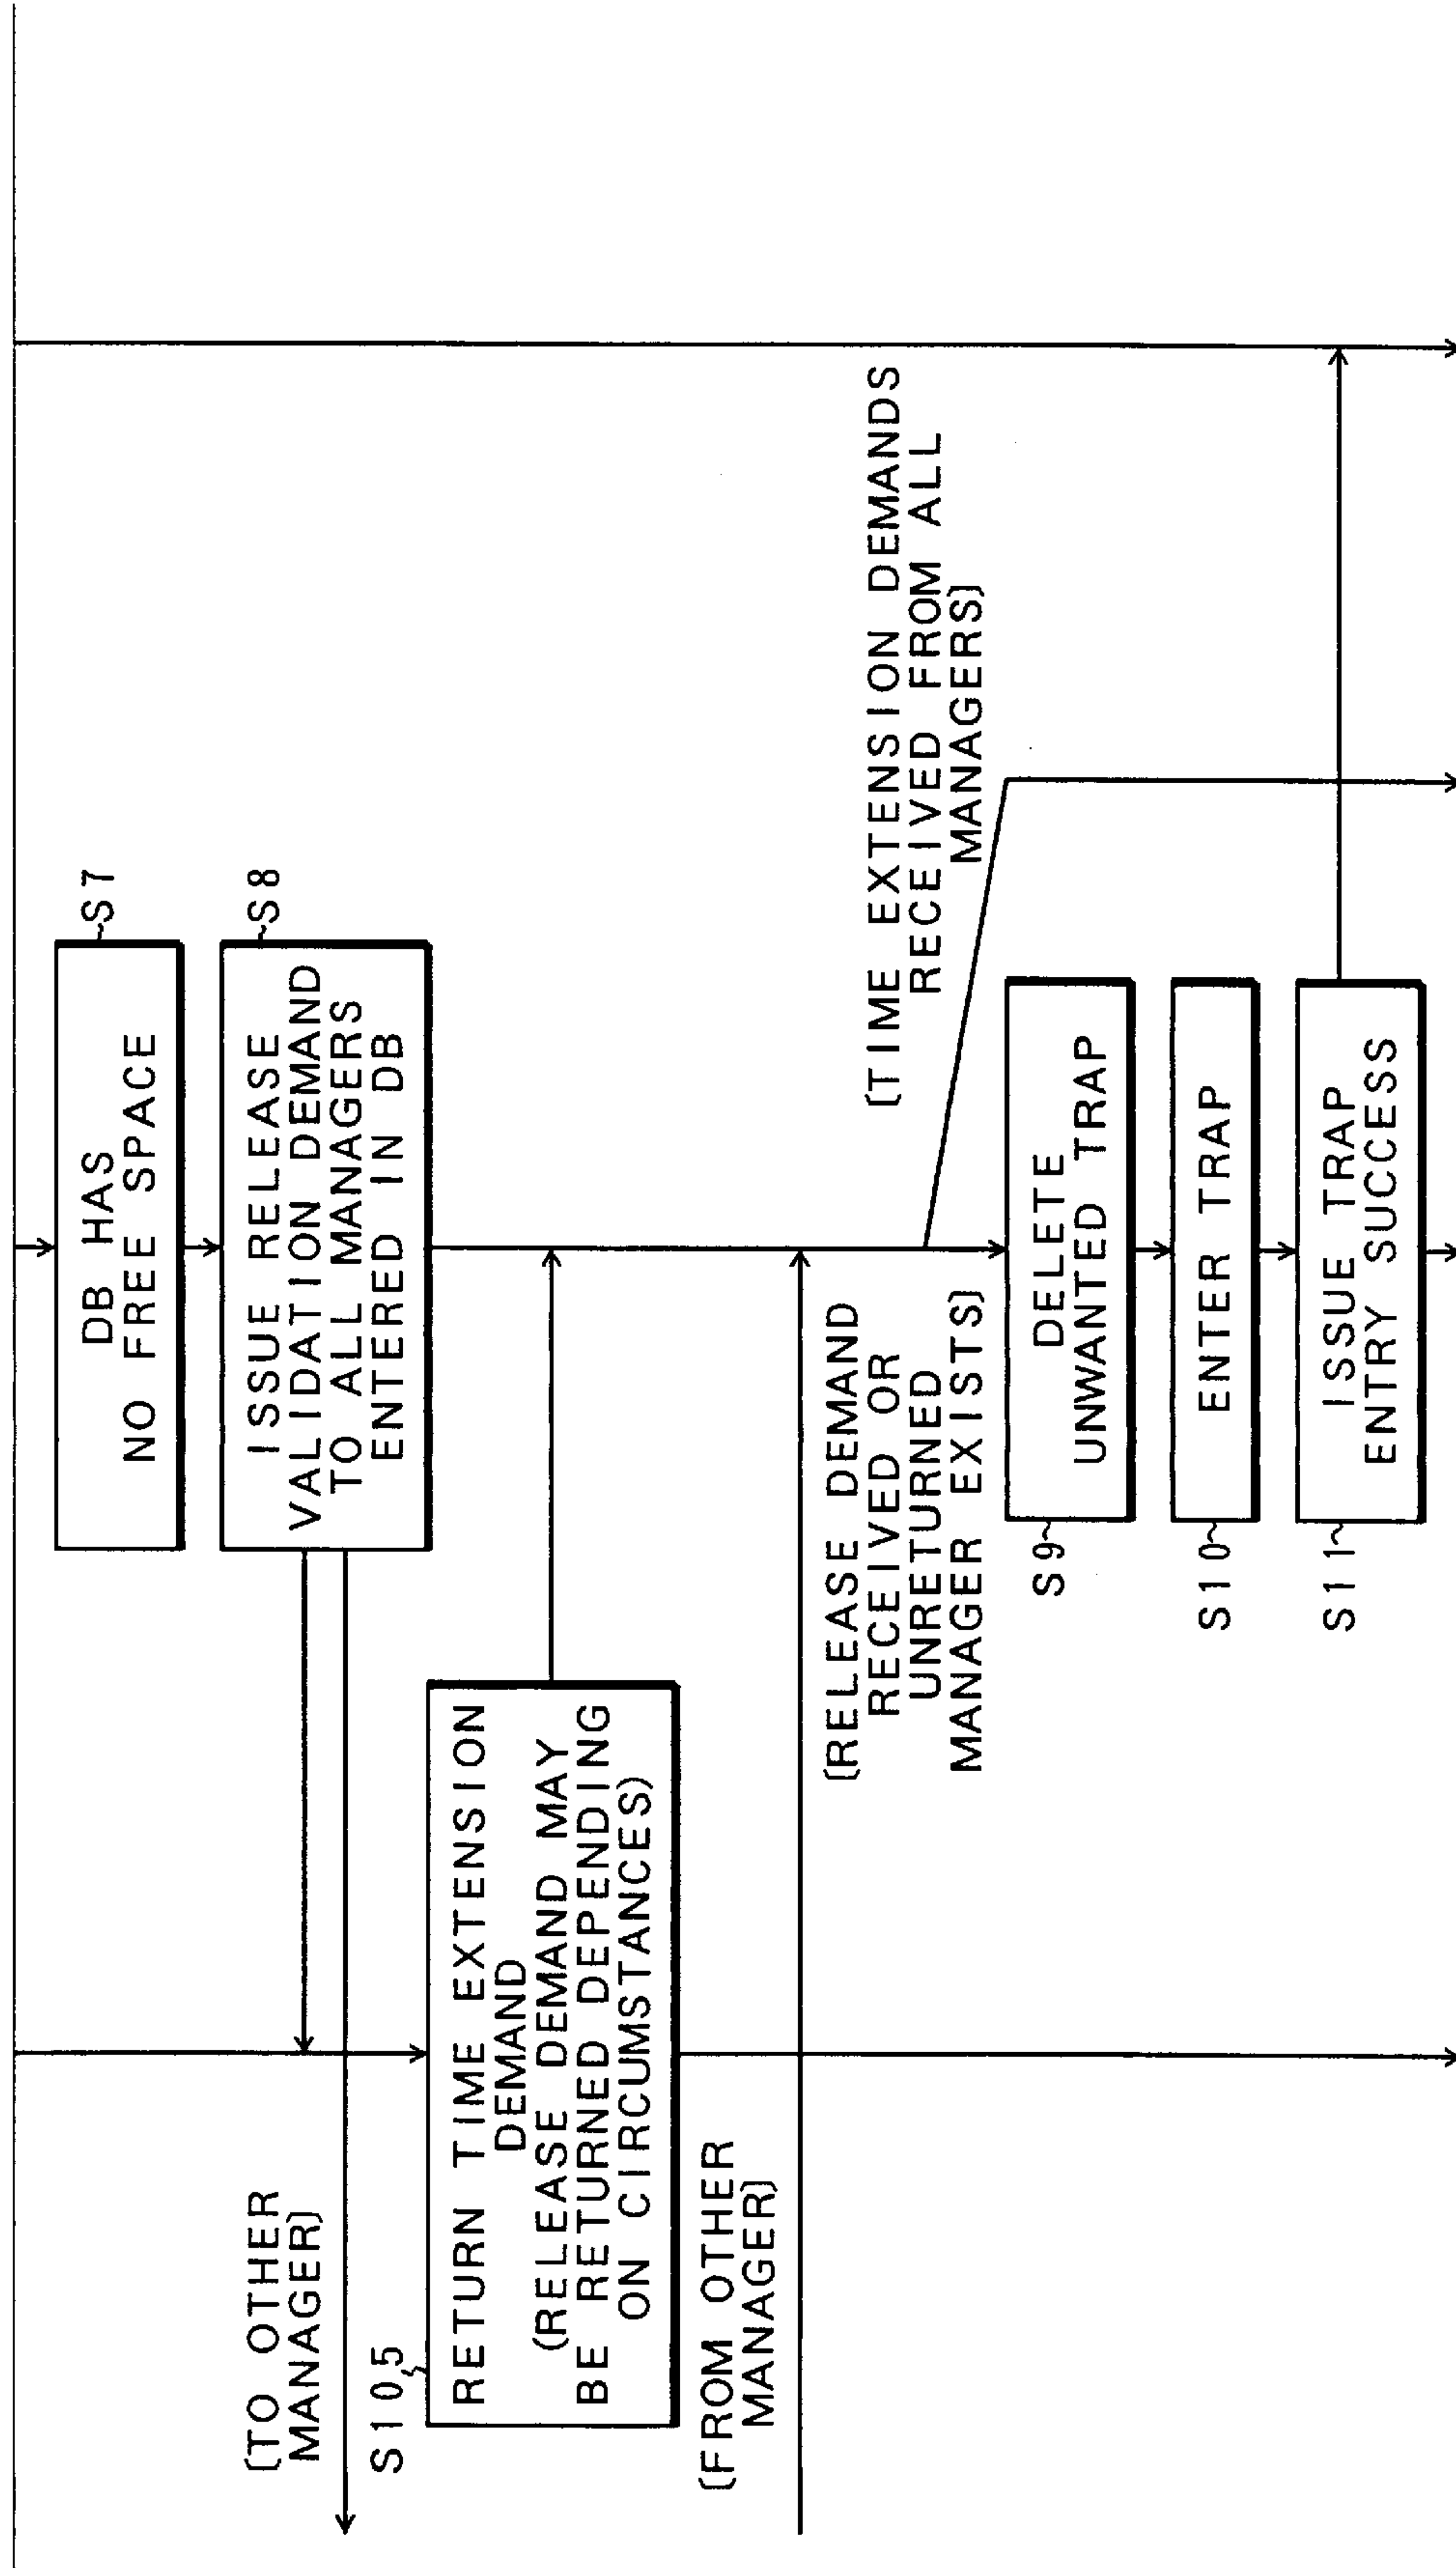 DB HAS
NO FREE SPACE
S7
ISSUE RELEASE
VALIDATION DEMAND
TO ALL MANAGERS
ENTERED IN DB
S8
(TO OTHER
MANAGER)
S105
RETURN TIME EXTENSION
DEMAND
(RELEASE DEMAND MAY
BE RETURNED DEPENDING
ON CIRCUMSTANCES)
(FROM OTHER
MANAGER)
(RELEASE DEMAND
RECEIVED OR
UNRETURNED
MANAGER EXISTS)
(TIME EXTENSION DEMANDS
RECEIVED FROM ALL
MANAGERS)
S9
DELETE
UNWANTED TRAP
S10
ENTER TRAP
S11
ISSUE TRAP
ENTRY SUCCESS